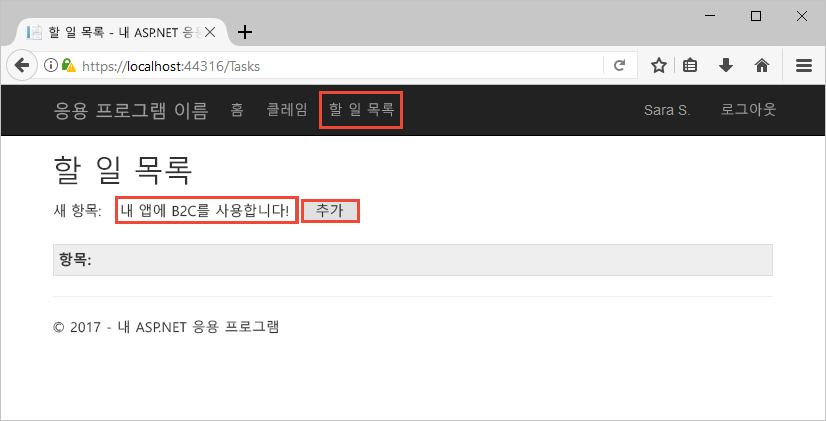 할 일 목록 - 내 ASP.NET 응용
https://localhost:44316/Tasks
응용 프로그램 이름 홈 클레임 할 일 목록 Sara S. 로그아웃
할 일 목록
새 항목: 내 앱에 B2C를 사용합니다! 추가
항목:
© 2017 - 내 ASP.NET 응용 프로그램